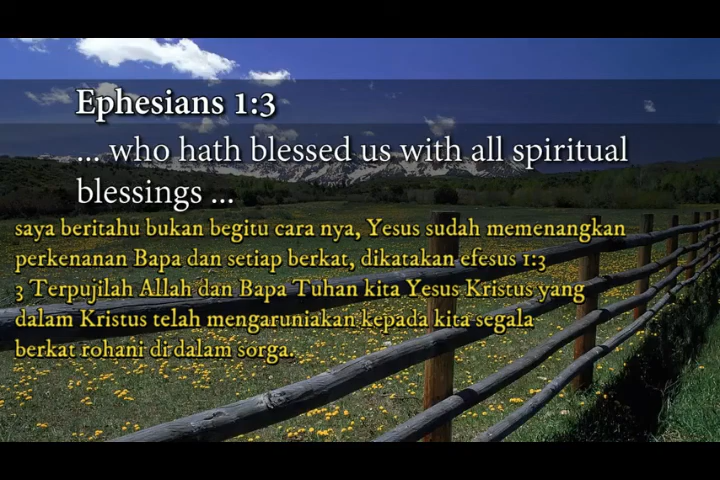 Ephesians 1:3
... who hath blessed us with all spiritual
blessings ...
saya beritahu bukan begitu cara nya, Yesus sudah memenangkan
perkenanan Bapa dan setiap berkat, dikatakan efesus 1:3
3 Terpujilah Allah dan Bapa Tuhan kita Yesus Kristus yang
dalam Kristus telah mengaruniakan kepada kita segala
berkat rohani di dalam sorga.